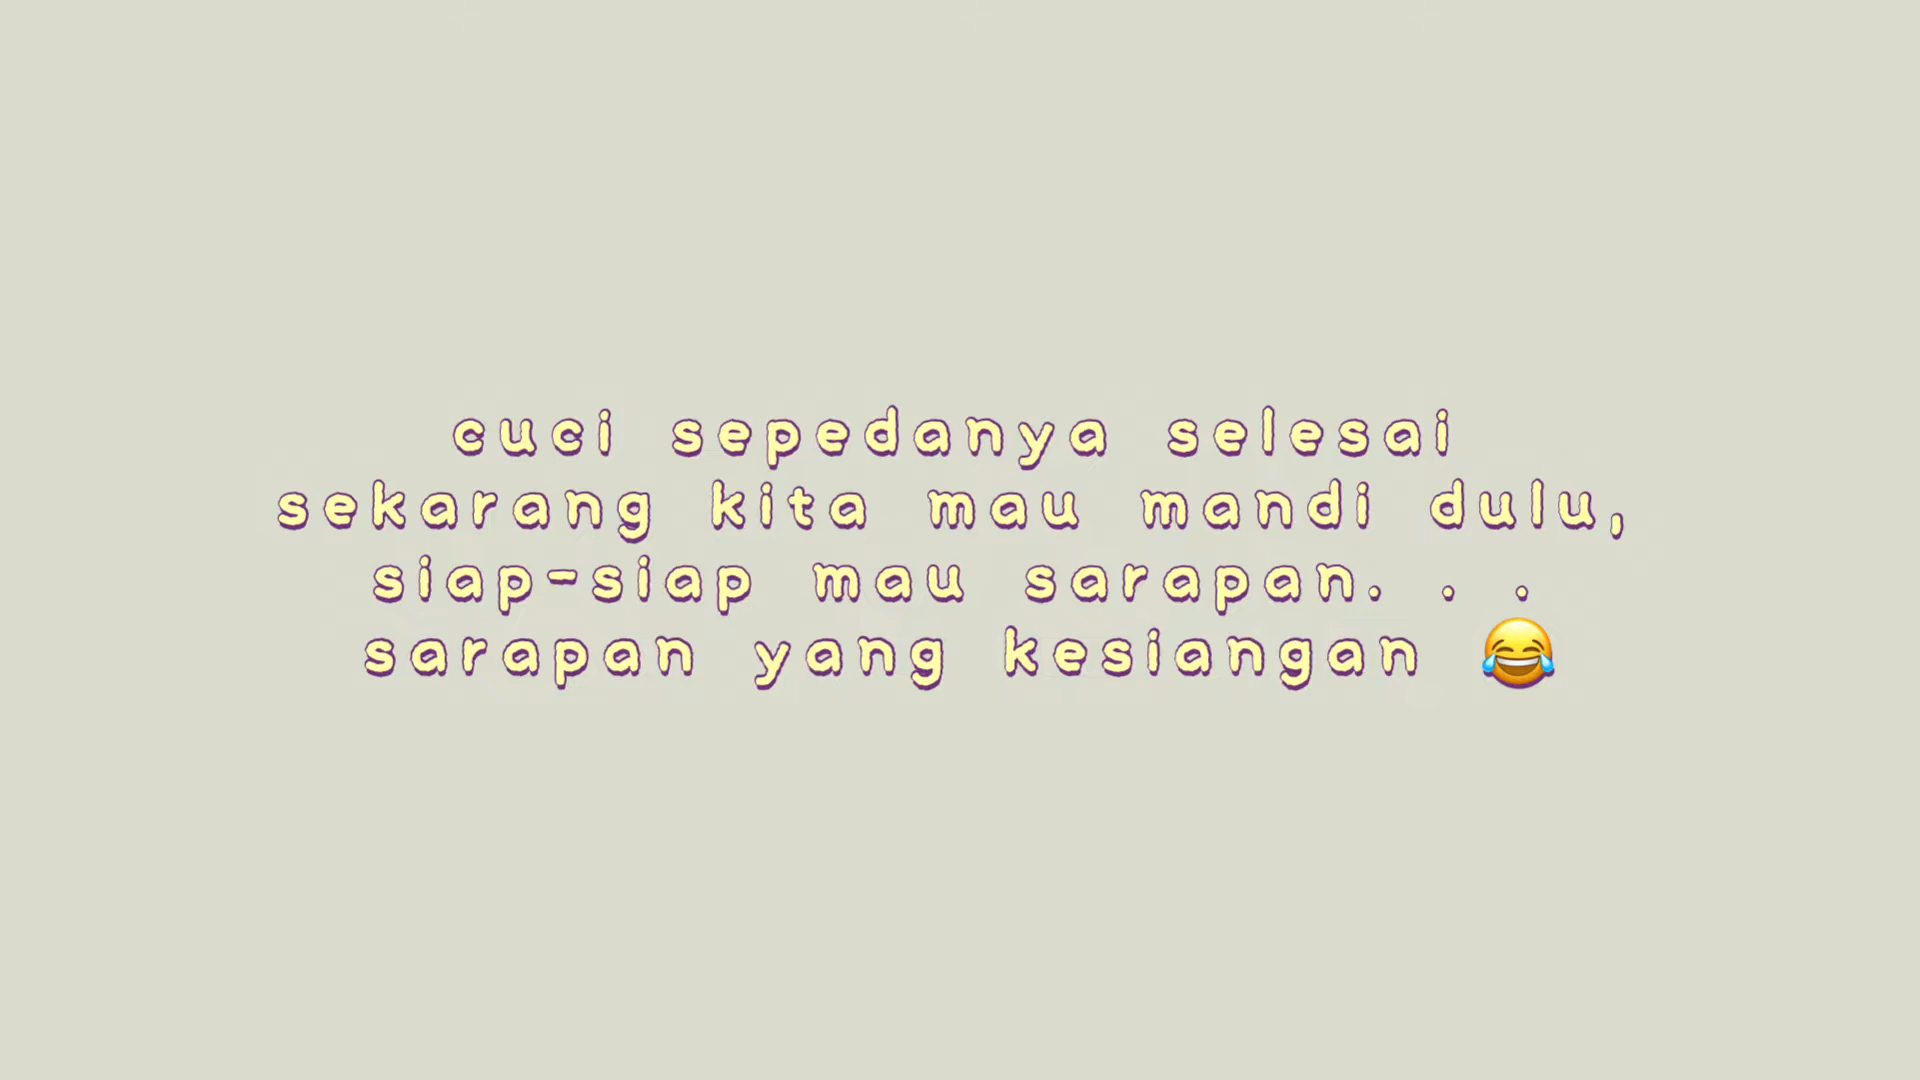 cuci sepedanya selesai
sekarang kita mau mandi dulu,
siap-siap mau sarapan. . .
sarapan yang kesiangan 😂